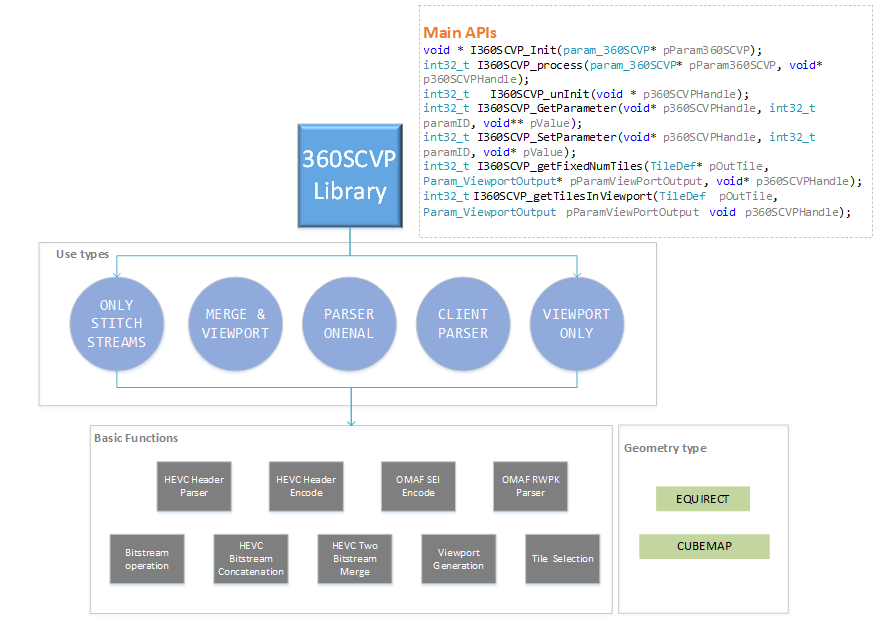 Main APIs
void * I360SCVP_Init(param_360SCVP* pParam360SCVP);
int32_t I360SCVP_process(param_360SCVP* pParam360SCVP, void*
p360SCVPHandle);
int32_t I360SCVP_unInit(void * p360SCVPHandle);
int32_t I360SCVP_GetParameter(void* p360SCVPHandle, int32_t
paramID, void** pValue);
int32_t I360SCVP_SetParameter(void* p360SCVPHandle, int32_t
paramID, void* pValue);
int32_t I360SCVP_getFixedNumTiles(TileDef* pOutTile,
Param_ViewportOutput* pParamViewPortOutput, void* p360SCVPHandle);
int32_t I360SCVP_getTilesInViewport(TileDef pOutTile,
Param_ViewportOutput pParamViewPortOutput void p360SCVPHandle);
360SCVP
Library
Use types
ONLY
STITCH
STREAMS
MERGE &
VIEWPORT
PARSER
ONENAL
CLIENT
PARSER
VIEWPORT
ONLY
Basic Functions
HEVC Header
Parser
HEVC Header
Encode
OMAF SEI
Encode
OMAF RWPK
Parser
Bitstream
operation
HEVC
Bitstream
Concatenation
HEVC Two
Bitstream
Merge
Viewport
Generation
Tile Selection
Geometry type
EQUIRECT
CUBEMAP